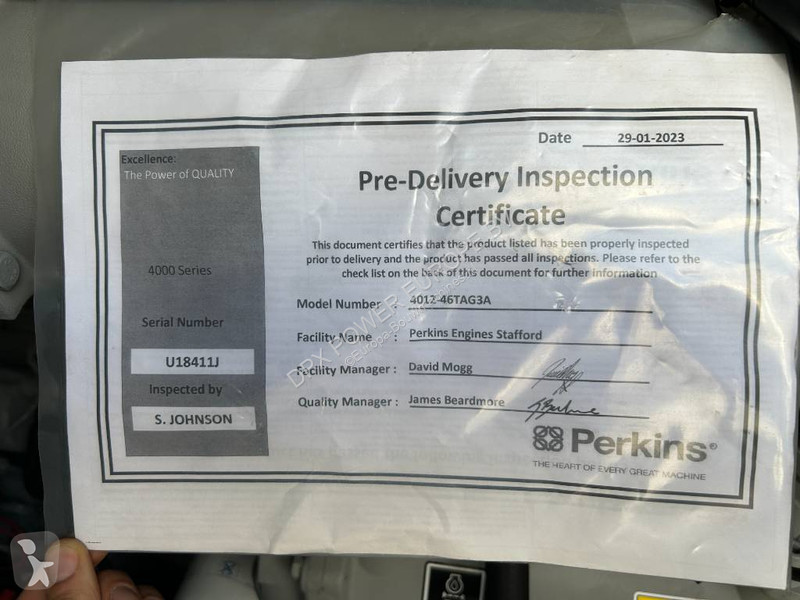 Date 29-01-2023
Excellence:
The Power of QUALITY
4000 Series
Serial Number
U18411J
Inspected by
S. JOHNSON
Pre-Delivery Inspection
Certificate
This document certifies that the product listed has been properly inspected
prior to delivery and the product has passed all inspections. Please refer to the
check list on the back of this document for further information
Model Number : 4012-46TAG3A
Facility Name : Perkins Engines Stafford
Facility Manager : David Mogg
Quality Manager : James Beardmore
Perkins®
THE HEART OF EVERY GREAT MACHINE